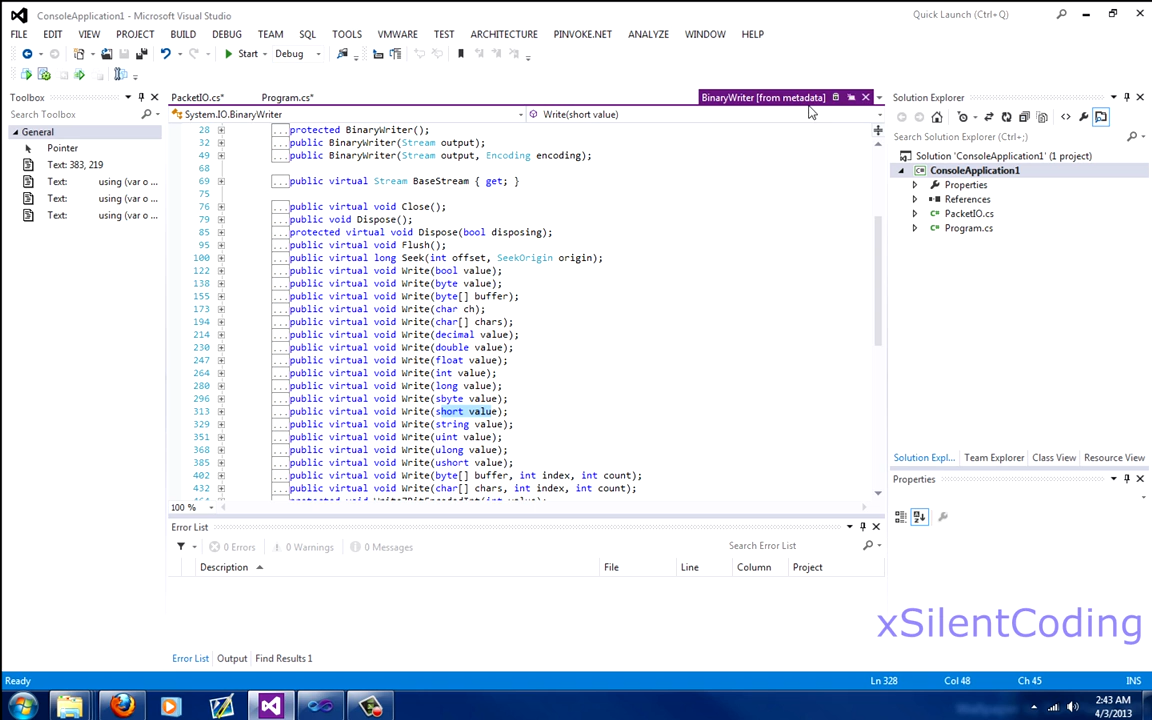 ConsoleApplication1 - Microsoft Visual Studio
Quick Launch (Ctrl+Q)
FILE EDIT VIEW PROJECT BUILD DEBUG TEAM SQL TOOLS VMWARE TEST ARCHITECTURE PINVOKE.NET ANALYZE WINDOW HELP
Start Debug
Toolbox
PacketIO.cs* Program.cs* BinaryWriter [from metadata]
Solution Explorer
Search Toolbox
System.IO.BinaryWriter Write(short value)
General
Pointer
Text: 383, 219
Text: using (var o ...
Text: using (var o ...
Text: using (var o ...
28 ...protected BinaryWriter();
32 ...public BinaryWriter(Stream output);
49 ...public BinaryWriter(Stream output, Encoding encoding);
68
69 ...public virtual Stream BaseStream { get; }
75
76 ...public virtual void Close();
79 ...public void Dispose();
85 ...protected virtual void Dispose(bool disposing);
95 ...public virtual void Flush();
100 ...public virtual long Seek(int offset, SeekOrigin origin);
122 ...public virtual void Write(bool value);
138 ...public virtual void Write(byte value);
155 ...public virtual void Write(byte[] buffer);
173 ...public virtual void Write(char ch);
194 ...public virtual void Write(char[] chars);
214 ...public virtual void Write(decimal value);
230 ...public virtual void Write(double value);
247 ...public virtual void Write(float value);
264 ...public virtual void Write(int value);
280 ...public virtual void Write(long value);
296 ...public virtual void Write(sbyte value);
313 ...public virtual void Write(short value);
329 ...public virtual void Write(string value);
351 ...public virtual void Write(uint value);
368 ...public virtual void Write(ulong value);
385 ...public virtual void Write(ushort value);
402 ...public virtual void Write(byte[] buffer, int index, int count);
432 ...public virtual void Write(char[] chars, int index, int count);
100 %
Search Solution Explorer (Ctrl+;)
Solution 'ConsoleApplication1' (1 project)
ConsoleApplication1
Properties
References
PacketIO.cs
Program.cs
Solution Expl... Team Explorer Class View Resource View
Properties
Error List
0 Errors 0 Warnings 0 Messages
Search Error List
Description File Line Column Project
xSilentCoding
Error List Output Find Results 1
Ready Ln 328 Col 48 Ch 45 INS
2:43 AM
4/3/2013